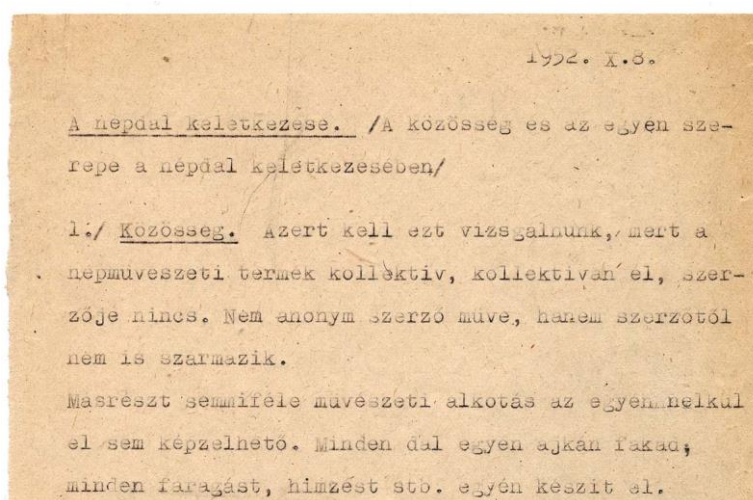 1952. X.8.
A népdal keletkezése. /A közösség és az egyén sze-
repe a népdal keletkezésében/
1./ Közösség. Azért kell ezt vizsgálnunk, mert a
népművészeti termék kollektív, kollektíván él, szer-
zője nincs. Nem anonym szerző műve, hanem szerzőtől
nem is származik.
Másrészt semmiféle művészeti alkotás az egyén nélkül
el sem képzelhető. Minden dal egyén ajkán fakad,
minden faragást, hímzést stb. egyén készít el.